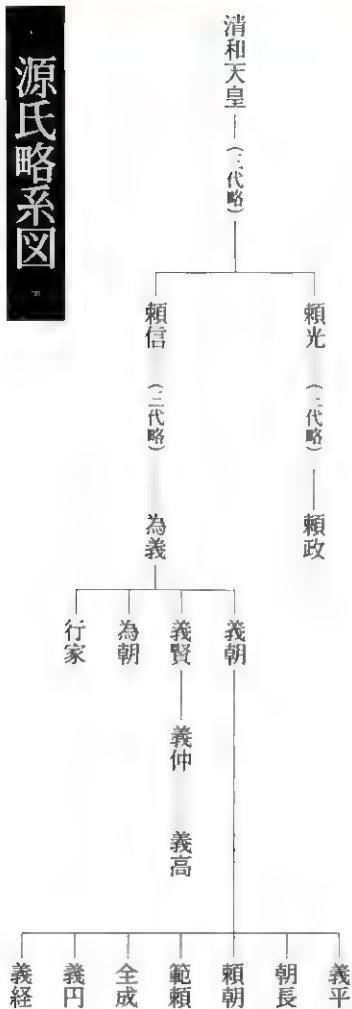 源氏略系図
清和天皇
(三代略)
頼光
(三代略)
頼政
頼信
(三代略)
為義
義朝
義賢
為朝
行家
義仲
義高
義平
朝長
頼朝
範頼
全成
義円
義経